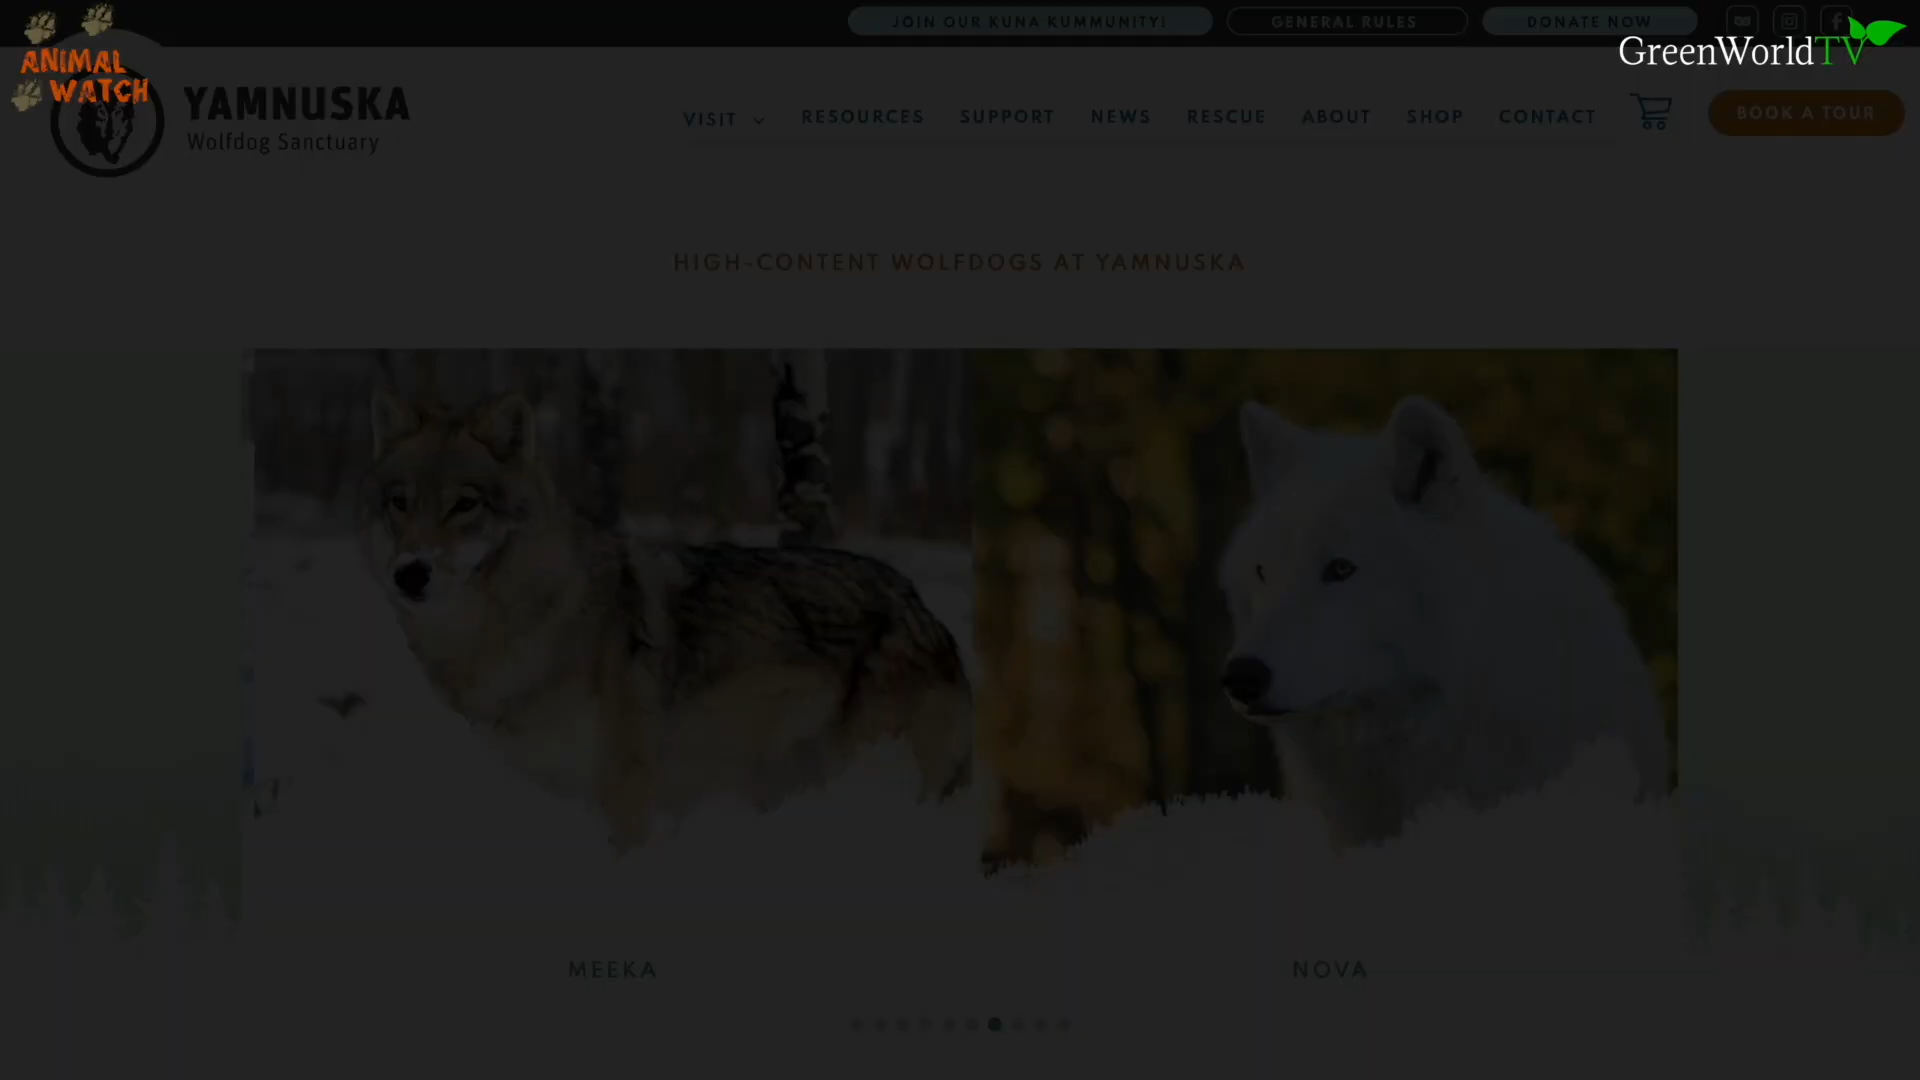 ANIMAL
WATCH
JOIN OUR KUNA KUMMUNITY!
GENERAL RULES
DONATE NOW
GreenWorldTV
YAMNUSKA
Wolfdog Sanctuary
VISIT
RESOURCES
SUPPORT
NEWS
RESCUE
ABOUT
SHOP
CONTACT
BOOK A TOUR
HIGH-CONTENT WOLFDOGS AT YAMNUSKA
MEEKA
NOVA